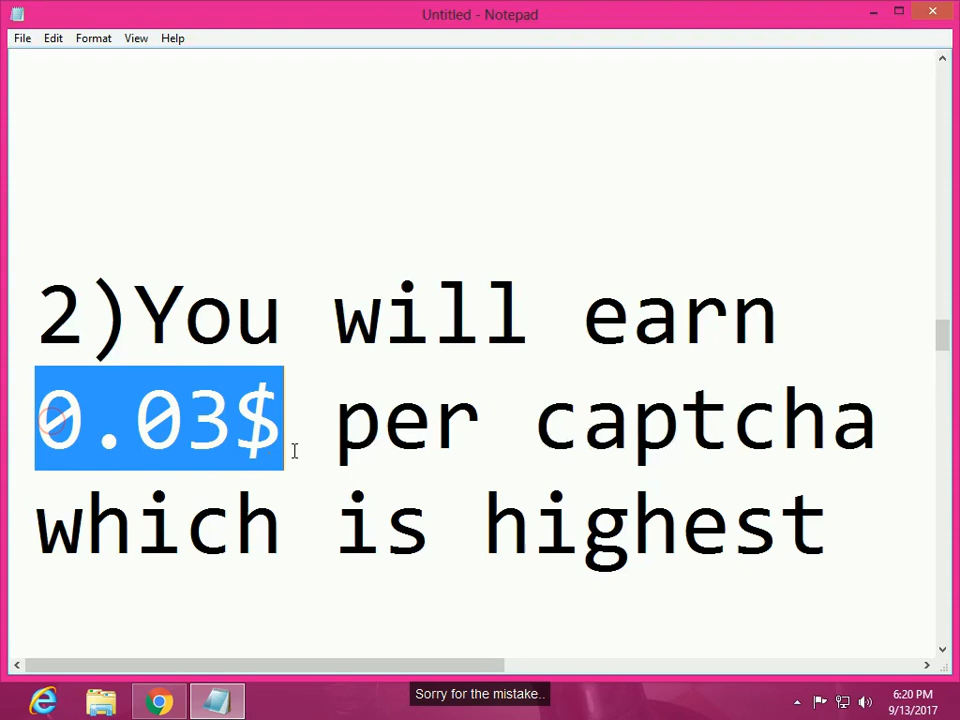 Untitled - Notepad
File Edit Format View Help
2)You will earn
0.03$ per captcha
which is highest
Sorry for the mistake..
6:20 PM
9/13/2017